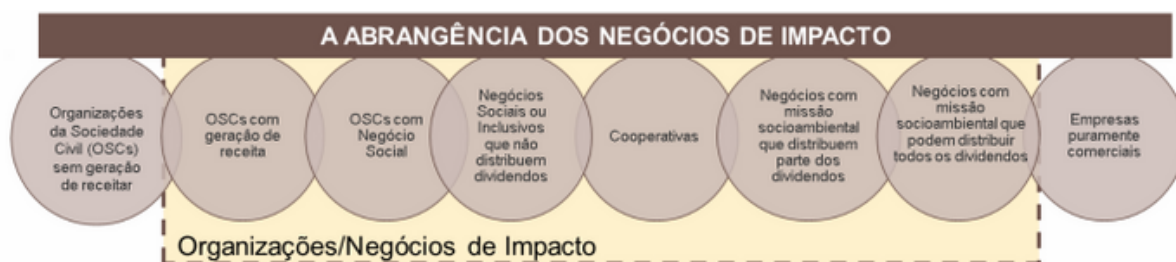 A ABRANGÊNCIA DOS NEGÓCIOS DE IMPACTO
Organizações
da Sociedade
Civil (OSCs)
sem geração
de receitar
OSCs com
geração de
receita
OSCs com
Negócio
Social
Negócios
Sociais ou
Inclusivos
que não
distribuem
dividendos
Cooperativas
Negócios com
missão
socioambiental
que distribuem
parte dos
dividendos
Negócios com
missão
socioambiental que
podem distribuir
todos os dividendos
Empresas
puramente
comerciais
Organizações/Negócios de Impacto